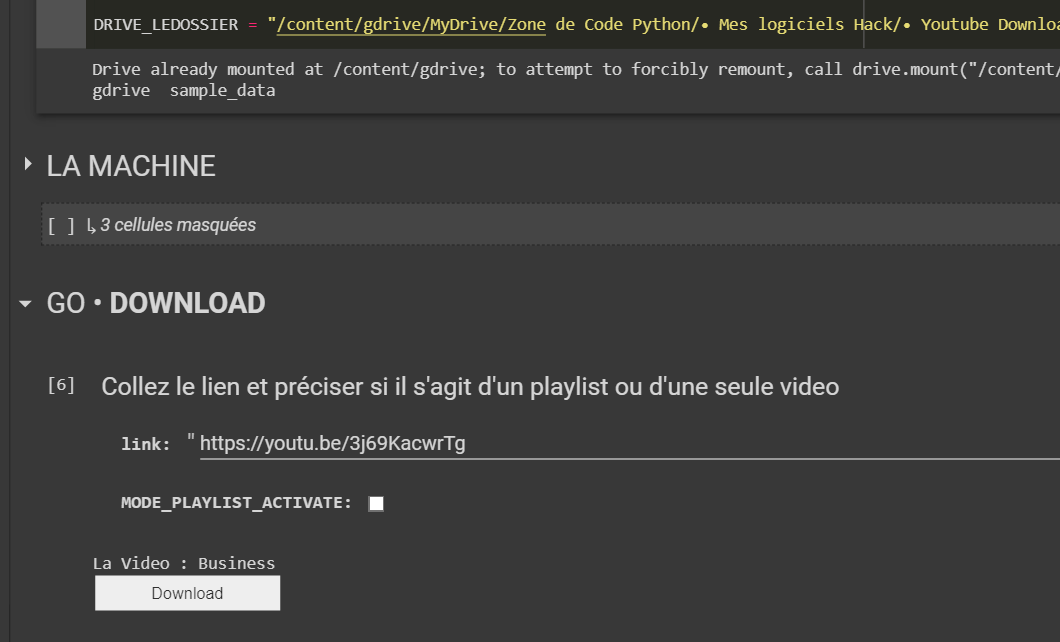 DRIVE_LEDOSSIER = "/content/gdrive/MyDrive/Zone de Code Python/• Mes logiciels Hack/• Youtube Downloa
Drive already mounted at /content/gdrive; to attempt to forcibly remount, call drive.mount("/content/
gdrive sample_data
LA MACHINE
[ ] ↳ 3 cellules masquées
GO • DOWNLOAD
[6] Collez le lien et préciser si il s'agit d'un playlist ou d'une seule video
link: " https://youtu.be/3j69KacwrTg
MODE_PLAYLIST_ACTIVATE:
La Video : Business
Download